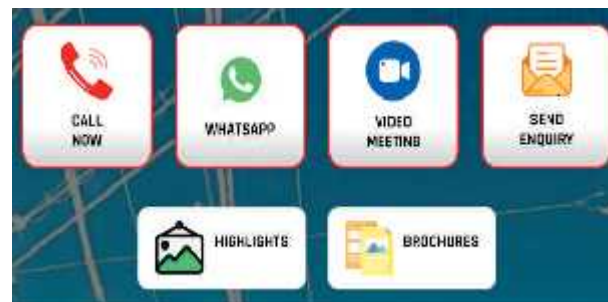 CALL
NOW
WHATSAPP
VIDEO
MEETING
SEND
ENQUIRY
HIGHLIGHTS
BROCHURES